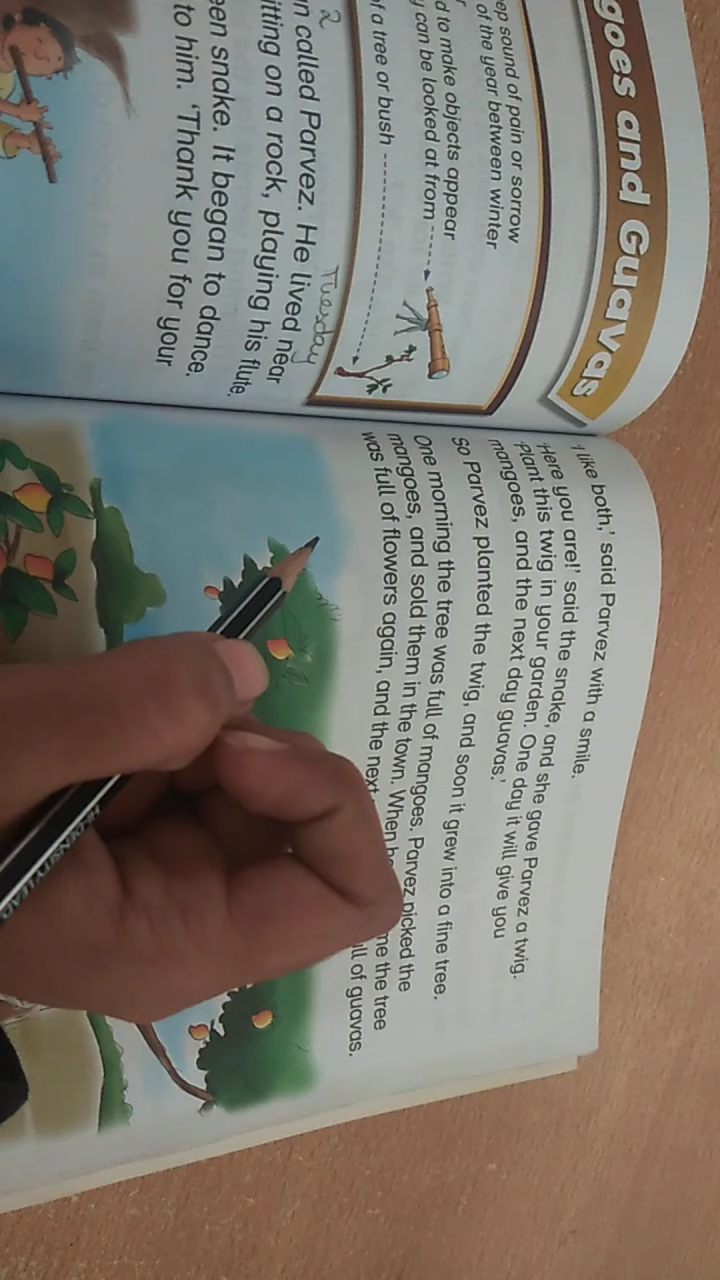 goes and Guavas
ep sound of pain or sorrow
of the year between winter
d to make objects appear
y can be looked at from
of a tree or bush
2
Tuesday
n called Parvez. He lived near
itting on a rock, playing his flute,
een snake. It began to dance,
to him. 'Thank you for your
'I like both,' said Parvez with a smile.
'Here you are!' said the snake, and she gave Parvez a twig.
'Plant this twig in your garden. One day it will give you
mangoes, and the next day guavas.'
So Parvez planted the twig, and soon it grew into a fine tree.
One morning the tree was full of mangoes. Parvez picked the
mangoes, and sold them in the town. When h me the tree
was full of flowers again, and the next ll of guavas.